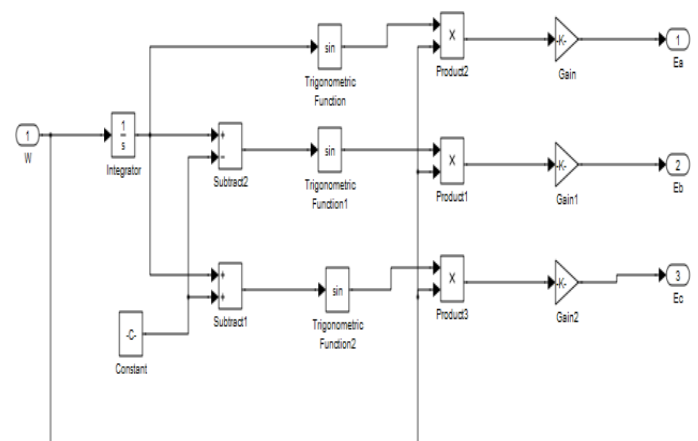 sin
Trigonometric
Function
X
Product2
-K-
Gain
1
Ea
1
W
1
s
Integrator
+
−
Subtract2
sin
Trigonometric
Function1
X
Product1
-K-
Gain1
2
Eb
+
+
Subtract1
sin
Trigonometric
Function2
X
Product3
-K-
Gain2
3
Ec
-C-
Constant